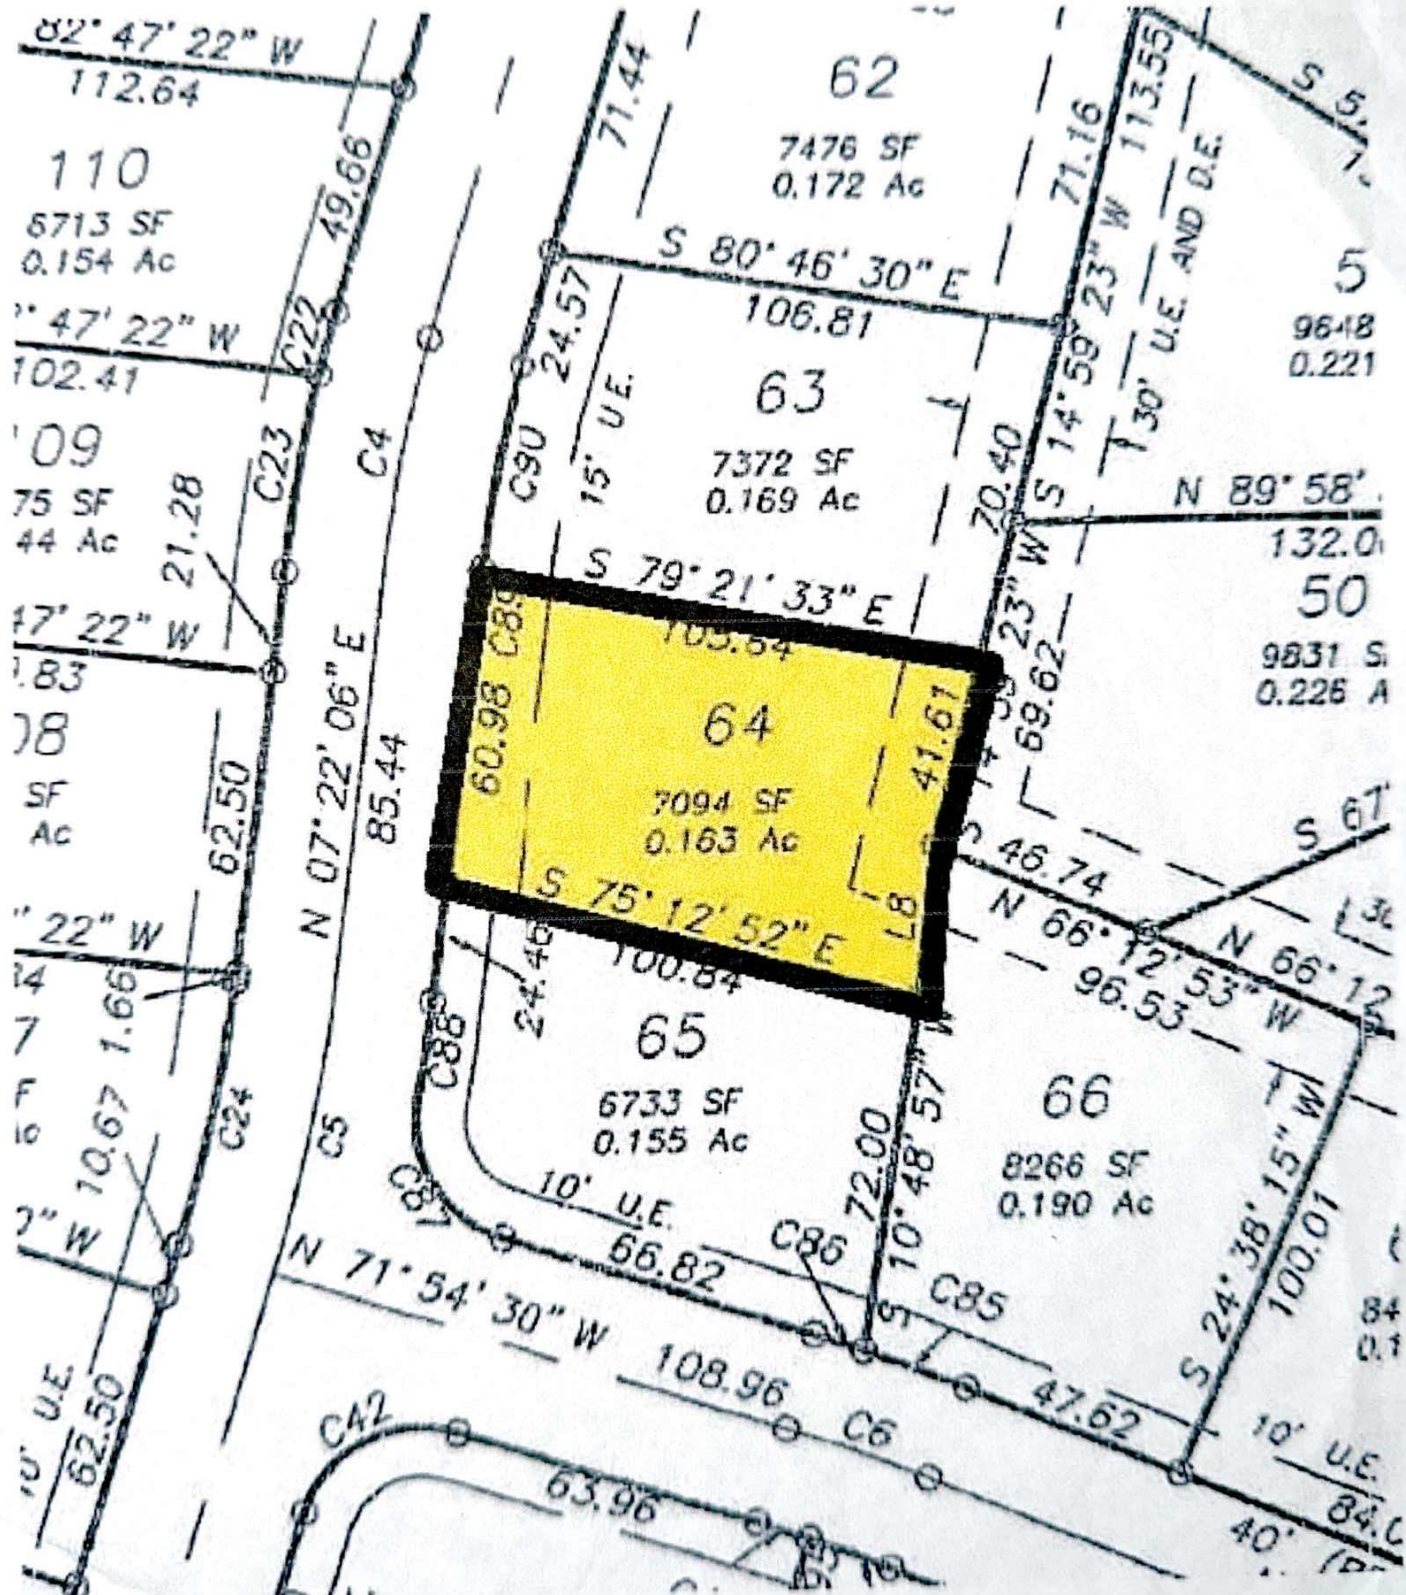 82° 47' 22" W
112.64
110
6713 SF
0.154 Ac
49.66
C22
47' 22" W
102.41
09
75 SF
44 Ac
C23
21.28
47' 22" W
.83
08
SF
Ac
62.50
22" W
1.66
7
10.67
C24
10' U.E.
62.50
C4
N 07° 22' 06" E
85.44
C5
71.44
62
7476 SF
0.172 Ac
S 80° 46' 30" E
106.81
24.57
C90
15' U.E.
63
7372 SF
0.169 Ac
71.16
113.55
S 14° 59' 23" W
70.40
30' U.E. AND D.E.
S 79° 21' 33" E
C89
60.98
64
7094 SF
0.163 Ac
41.61
L8
S 75° 12' 52" E
100.84
23" W
69.62
5
9648
0.221
N 89° 58'
50
9831 S
0.226 A
S 67°
S 46.74
N 66° 12' 53" W
96.53
N 66° 12
24.46
C88
65
6733 SF
0.155 Ac
C87
10' U.E.
66.82
C86
72.00
S 10° 48' 57" W
66
8266 SF
0.190 Ac
C85
S 24° 38' 15" W
100.01
N 71° 54' 30" W
108.96
C6
47.62
10' U.E.
40'
C42
63.96